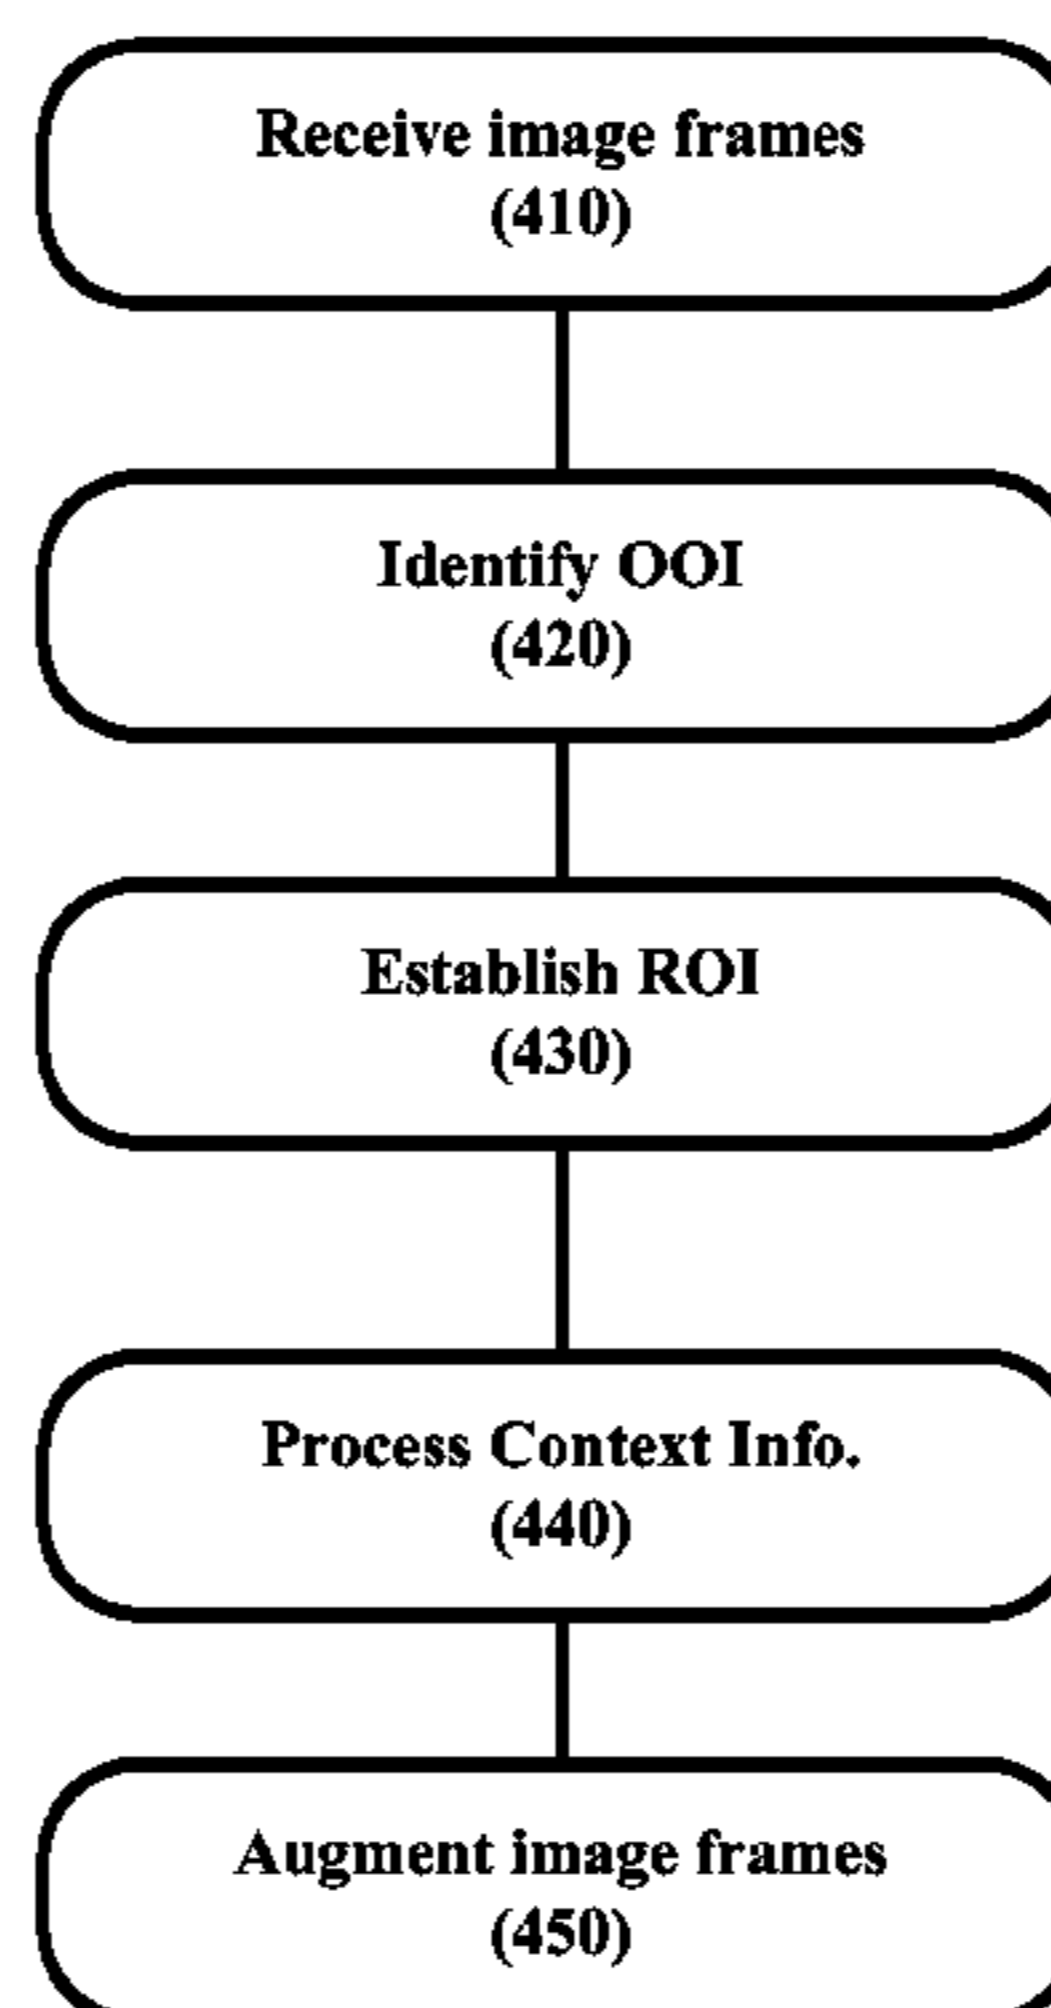 Receive image frames
(410)
Identify OOI
(420)
Establish ROI
(430)
Process Context Info.
(440)
Augment image frames
(450)